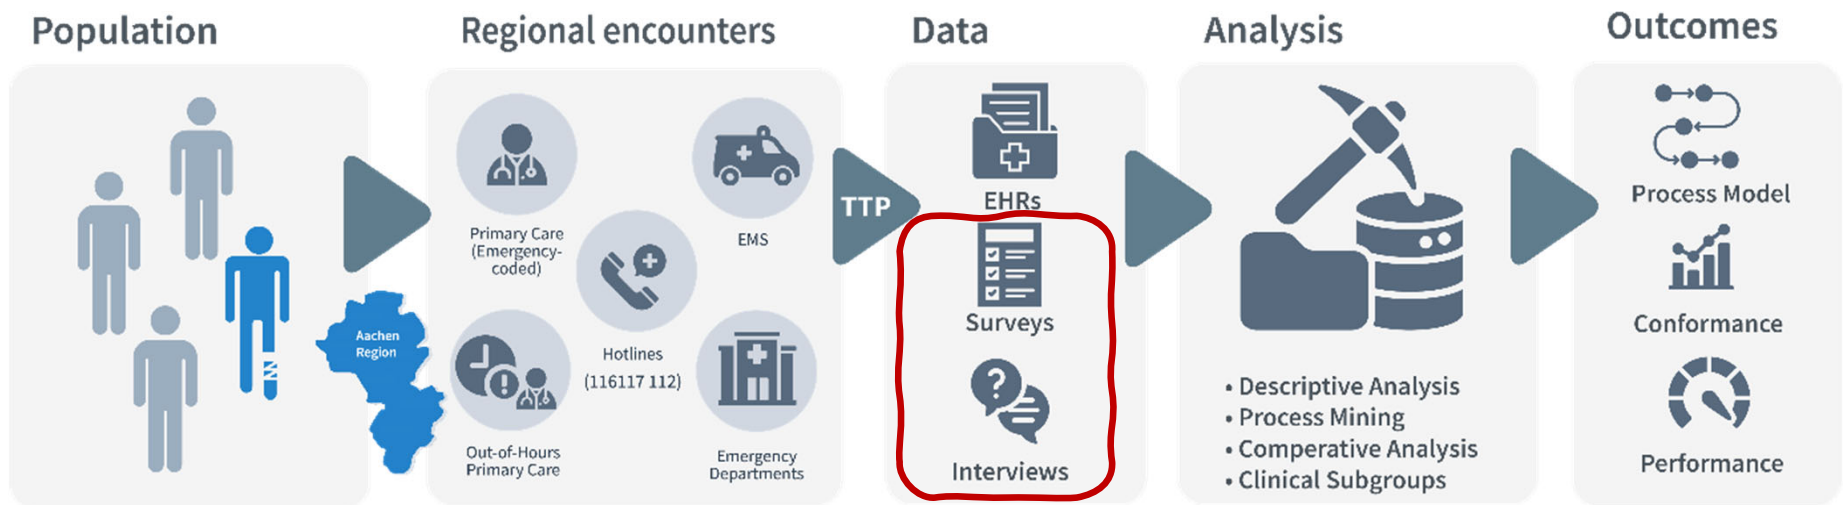 Population
Regional encounters
Data
Analysis
Outcomes
Aachen
Region
Primary Care
(Emergency-
coded)
EMS
Hotlines
(116117 112)
Out-of-Hours
Primary Care
Emergency
Departments
TTP
EHRs
Surveys
Interviews
• Descriptive Analysis
• Process Mining
• Comperative Analysis
• Clinical Subgroups
Process Model
Conformance
Performance